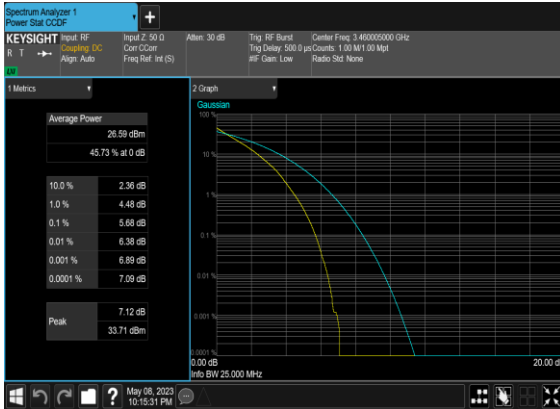 Spectrum Analyzer 1
Power Stat CCDF
KEYSIGHT Input: RF Input Z: 50 Ω Atten: 30 dB Trig: RF Burst Center Freq: 3.460005000 GHz
R T Coupling: DC Corr CCorr Trig Delay: 500.0 µs Counts: 1.00 M/1.00 Mpt
Align: Auto Freq Ref: Int (S) #IF Gain: Low Radio Std: None
1 Metrics
2 Graph
Average Power
26.59 dBm
45.73 % at 0 dB
10.0 % 2.36 dB
1.0 % 4.48 dB
0.1 % 5.68 dB
0.01 % 6.38 dB
0.001 % 6.89 dB
0.0001 % 7.09 dB
Peak 7.12 dB
33.71 dBm
Gaussian
100 %
10 %
1 %
0.1 %
0.01 %
0.001 %
0.0001 %
0.00 dB 20.00 d
Info BW 25.000 MHz
May 08, 2023
10:15:31 PM